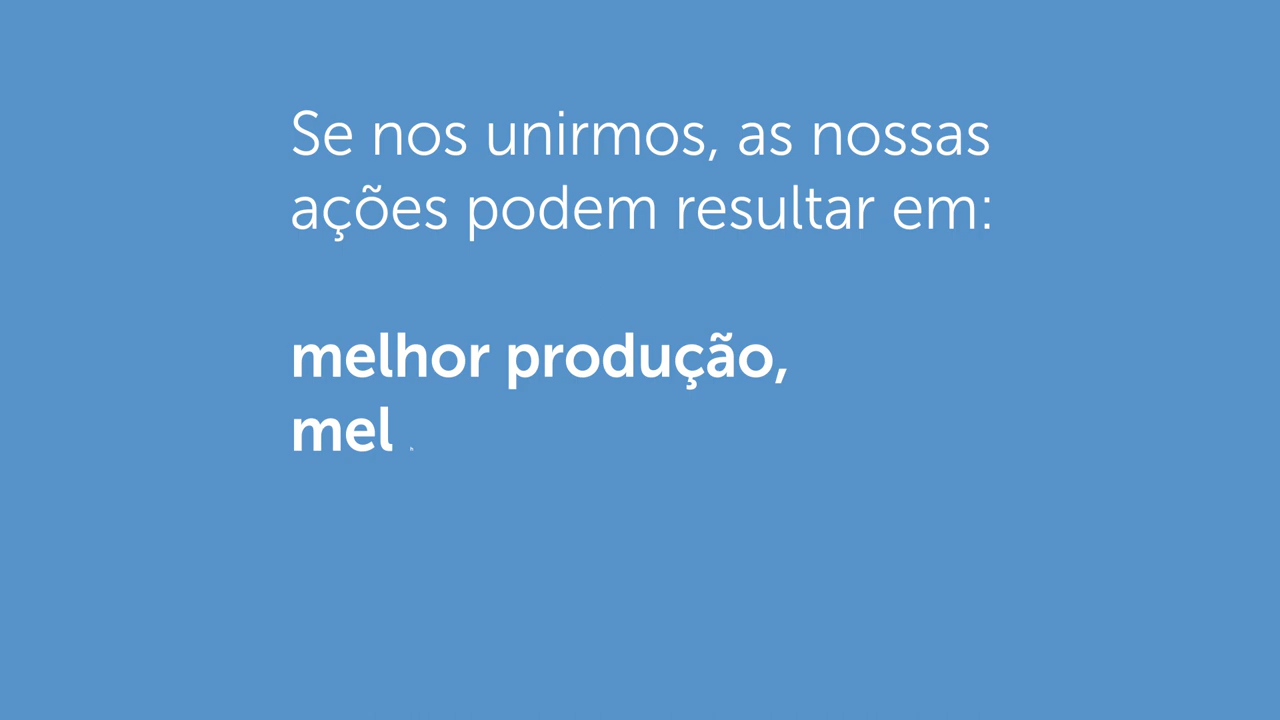 Se nos unirmos, as nossas
ações podem resultar em:
melhor produção,
mel